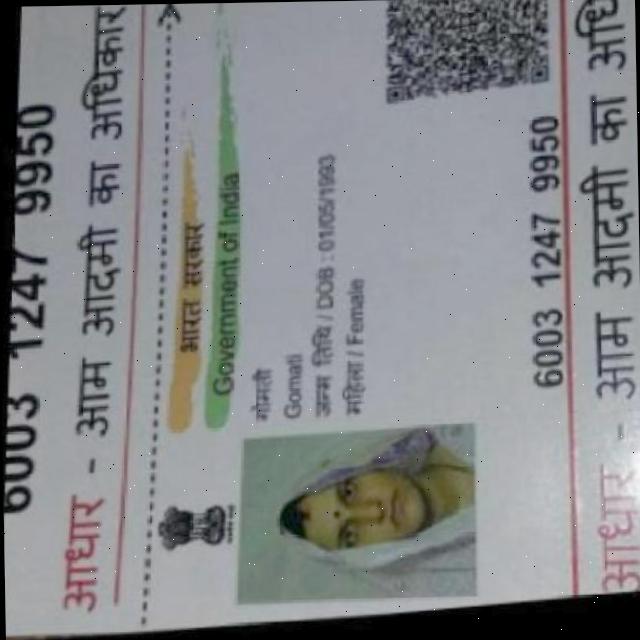 6003 1247 9950
आधार - आम आदमी का अधिकार
भारत सरकार
Government of India
गोमती
Gomati
जन्म तिथि / DOB : 01/05/1993
महिला / Female
6003 1247 9950
आधार - आम आदमी का अधि